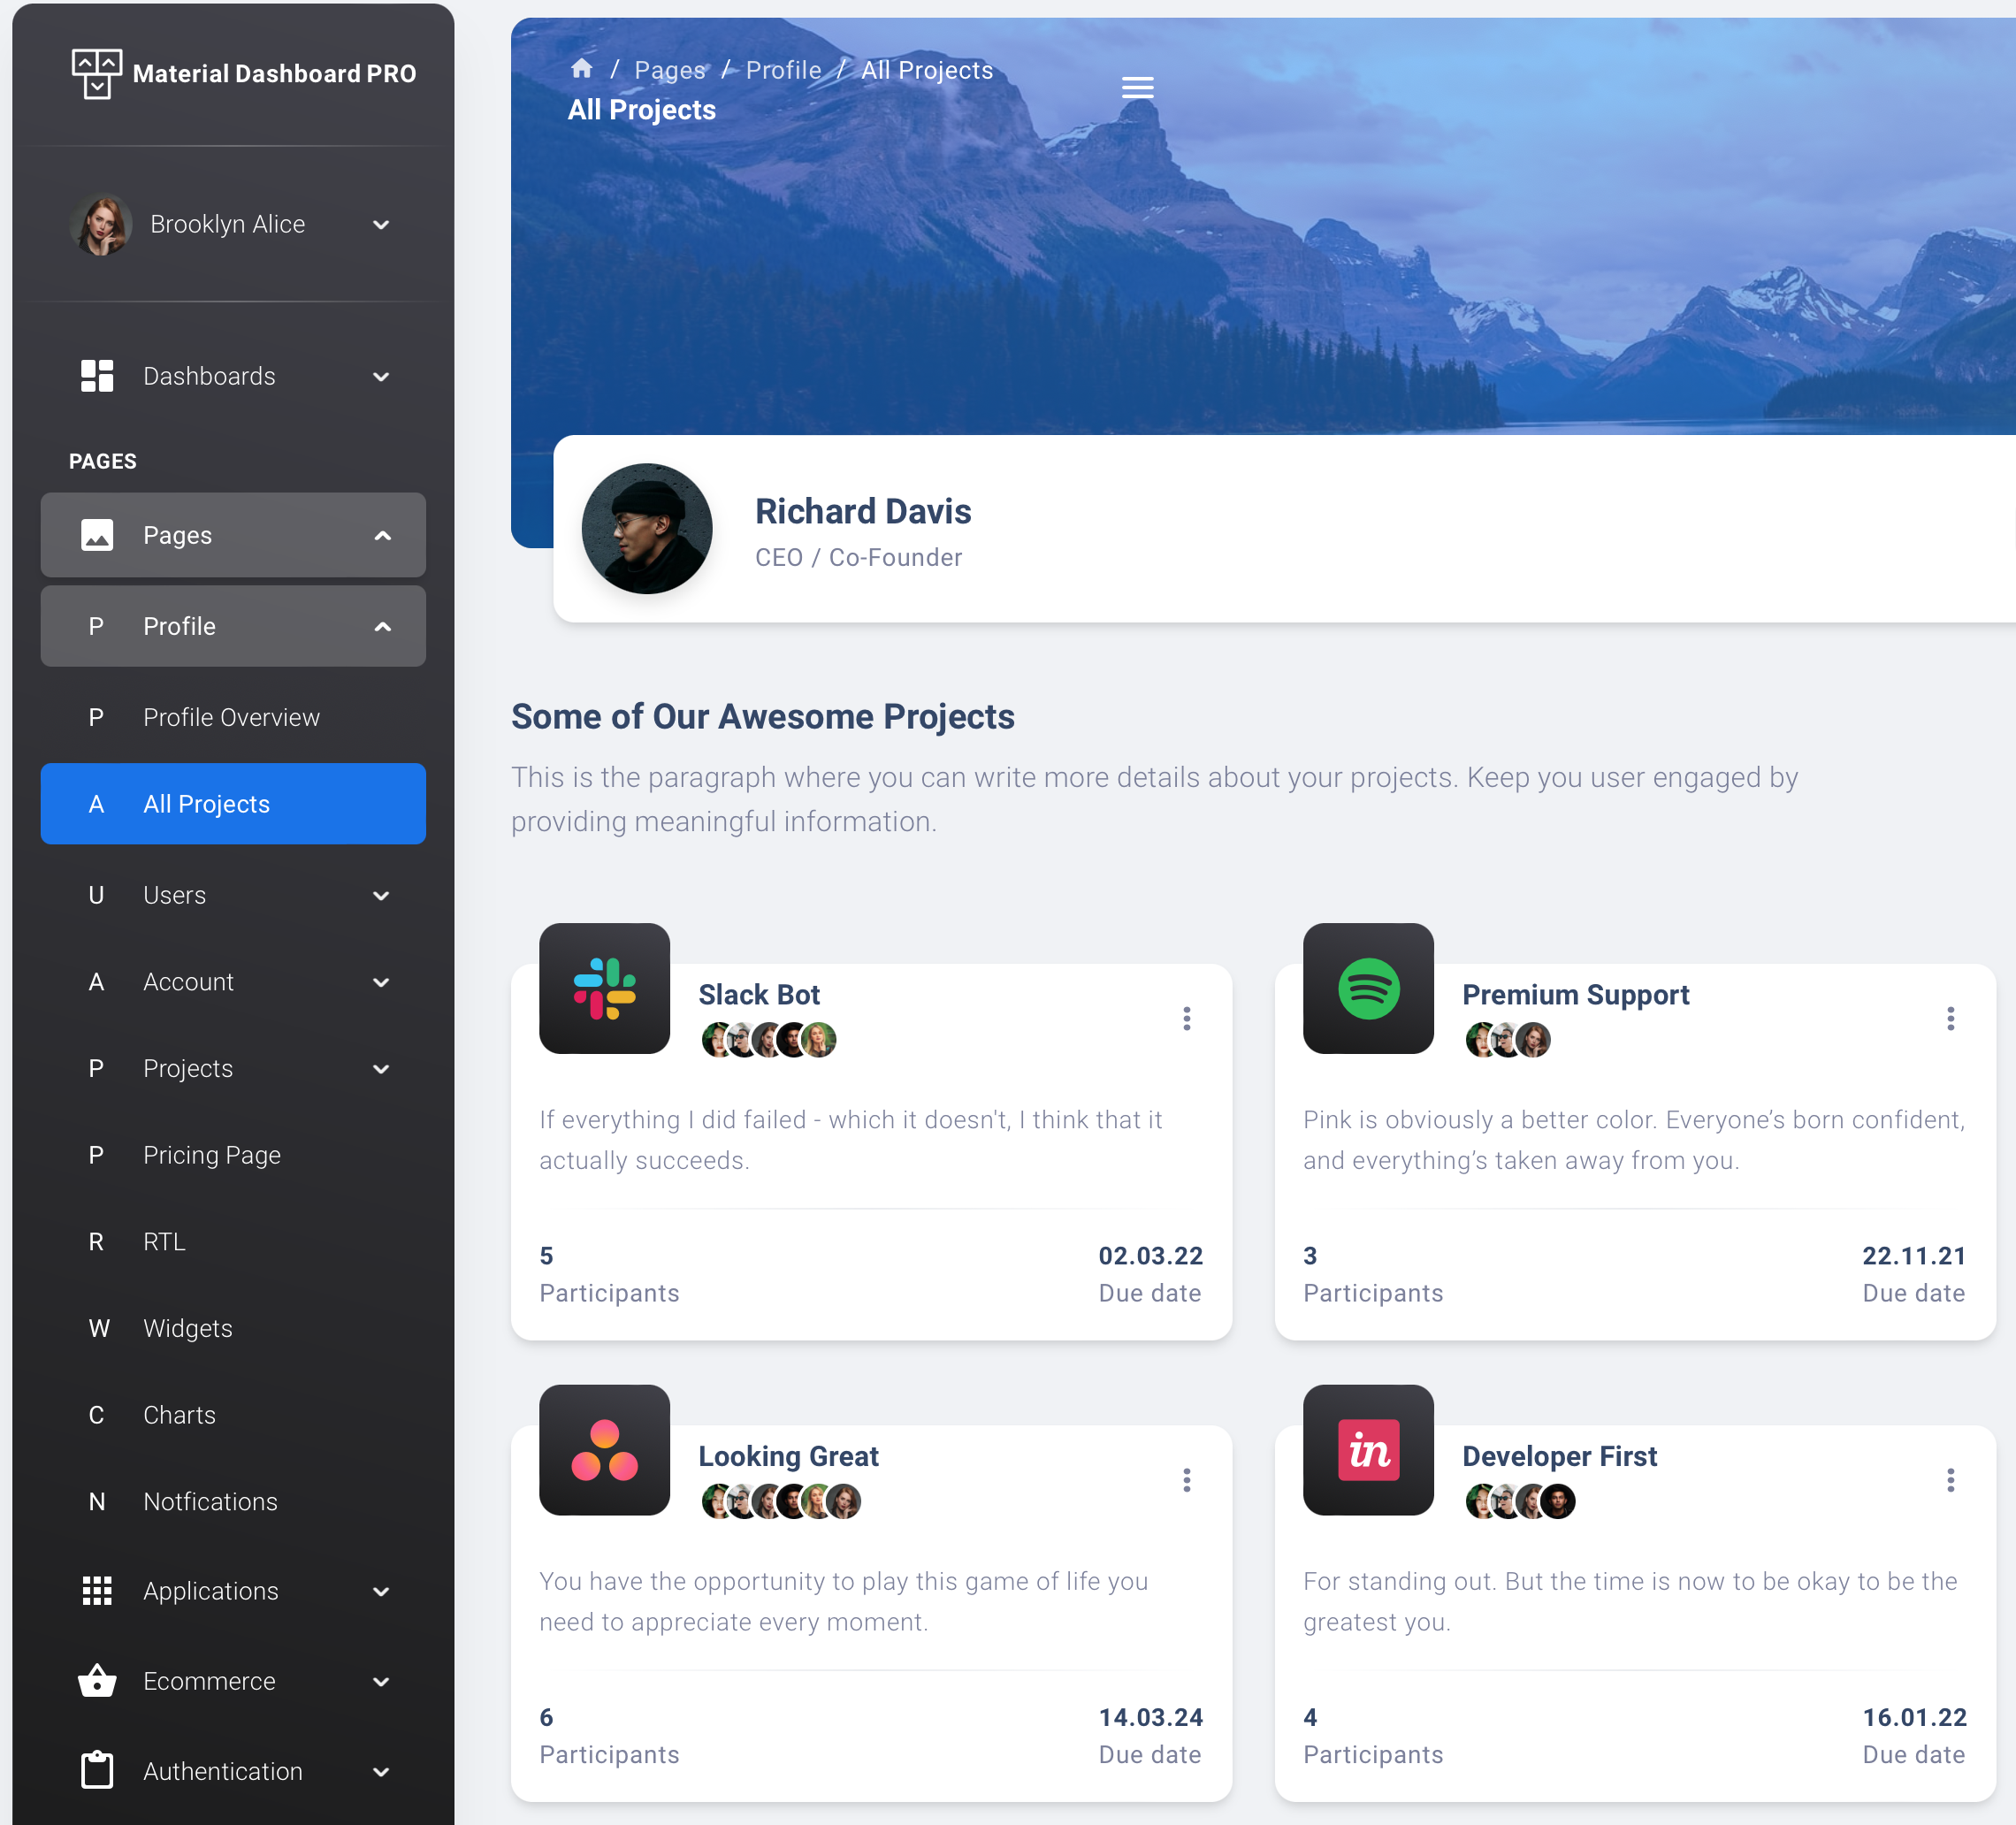 Material Dashboard PRO
Brooklyn Alice
Dashboards
PAGES
Pages
P Profile
P Profile Overview
A All Projects
U Users
A Account
P Projects
P Pricing Page
R RTL
W Widgets
C Charts
N Notfications
Applications
Ecommerce
Authentication
/ Pages / Profile / All Projects
All Projects
Richard Davis
CEO / Co-Founder
Some of Our Awesome Projects
This is the paragraph where you can write more details about your projects. Keep you user engaged by
providing meaningful information.
Slack Bot
If everything I did failed - which it doesn't, I think that it
actually succeeds.
5 02.03.22
Participants Due date
Premium Support
Pink is obviously a better color. Everyone’s born confident,
and everything’s taken away from you.
3 22.11.21
Participants Due date
Looking Great
You have the opportunity to play this game of life you
need to appreciate every moment.
6 14.03.24
Participants Due date
in
Developer First
For standing out. But the time is now to be okay to be the
greatest you.
4 16.01.22
Participants Due date